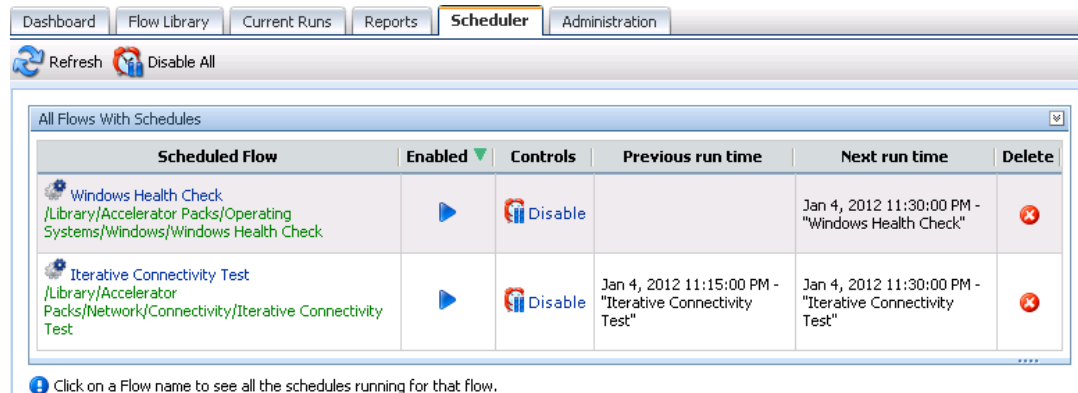 Dashboard Flow Library Current Runs Reports Scheduler Administration
Refresh Disable All
All Flows With Schedules
Scheduled Flow Enabled Controls Previous run time Next run time Delete
Windows Health Check
/Library/Accelerator Packs/Operating
Systems/Windows/Windows Health Check
Disable
Jan 4, 2012 11:30:00 PM -
"Windows Health Check"
Iterative Connectivity Test
/Library/Accelerator
Packs/Network/Connectivity/Iterative Connectivity
Test
Disable
Jan 4, 2012 11:15:00 PM -
"Iterative Connectivity
Test"
Jan 4, 2012 11:30:00 PM -
"Iterative Connectivity
Test"
Click on a Flow name to see all the schedules running for that flow.